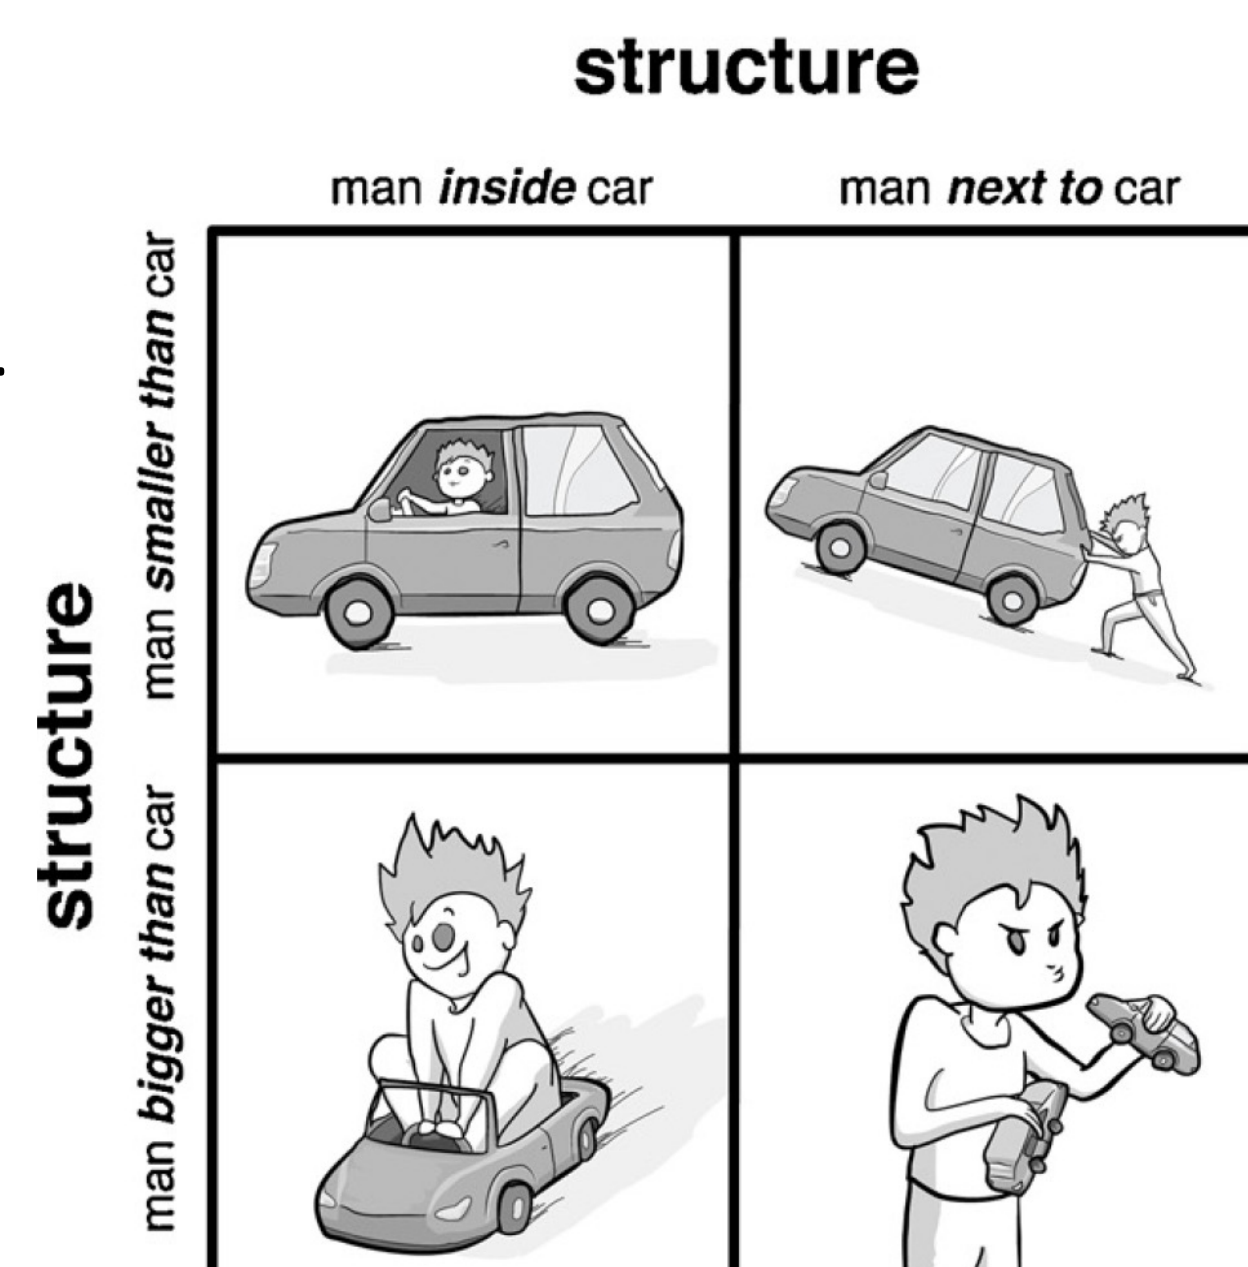 structure
man inside car
man next to car
structure
man smaller than car
man bigger than car